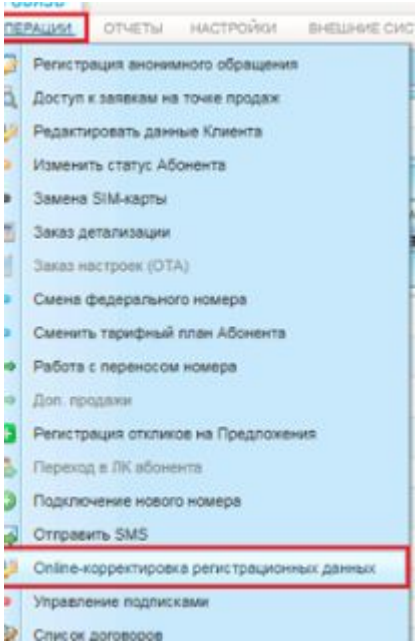 ОТЧЕТЫ НАСТРОЙКИ
Регистрация анонимного обращения
Доступ к заявкам на точке продаж
Редактировать данные Клиента
Изменить статус Абонента
Замена SIM-карты
Заказ детализации
Заказ настроек (OTA)
Смена федерального номера
Сменить тарифный план Абонента
Работа с переносом номера
Доп. продажи
Регистрация откликов на Предложения
Переход в ЛК абонента
Подключение нового номера
Отправить SMS
Online-корректировка регистрационных данных
Управление подписками
Список договоров